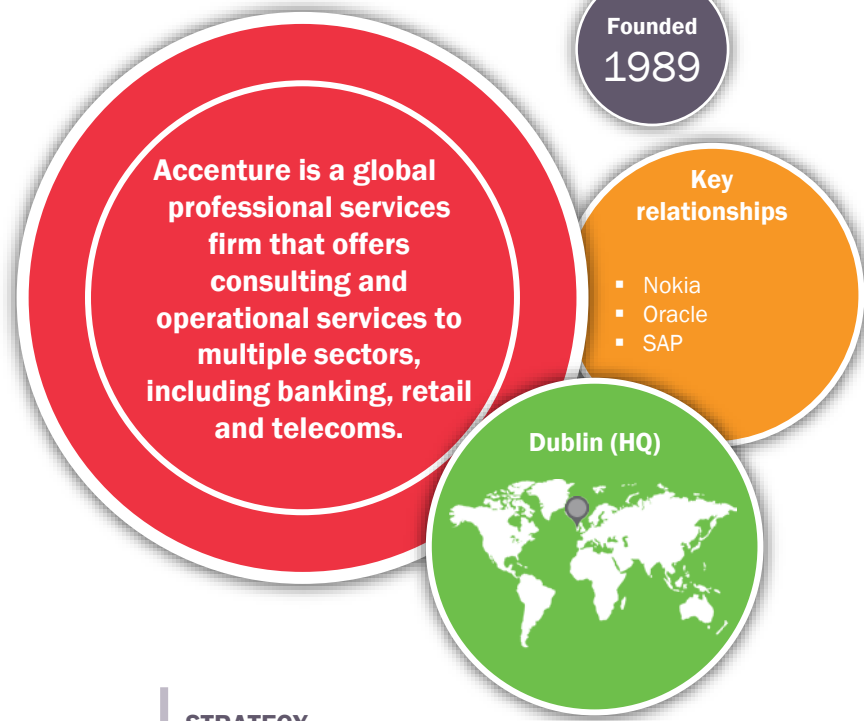 Founded
1989
Accenture is a global
professional services
firm that offers
consulting and
operational services to
multiple sectors,
including banking, retail
and telecoms.
Key
relationships
▪ Nokia
▪ Oracle
▪ SAP
Dublin (HQ)
STRATEGY